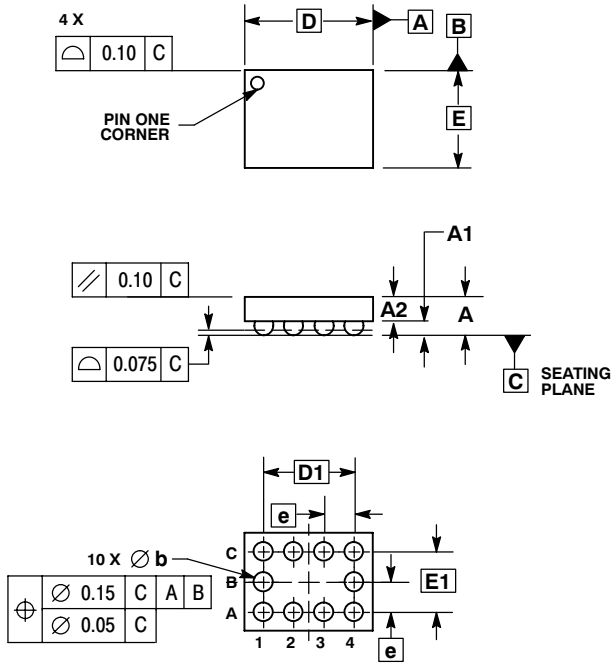 4 X
D
A
B
⌓ 0.10 C
PIN ONE
CORNER
E
A1
// 0.10 C
A2
A
⌓ 0.075 C
C
SEATING
PLANE
D1
e
10 X ∅ b
C
B
A
E1
⌖ ∅ 0.15 C A B
∅ 0.05 C
1 2 3 4
e